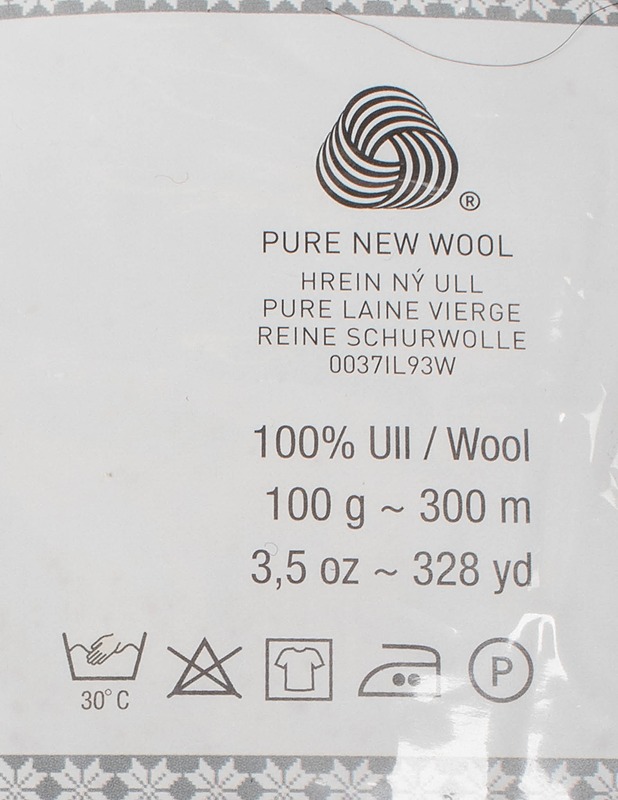 ®
PURE NEW WOOL
HREIN NÝ ULL
PURE LAINE VIERGE
REINE SCHURWOLLE
0037IL93W
100% Ull / Wool
100 g ~ 300 m
3,5 oz ~ 328 yd
30° C
P